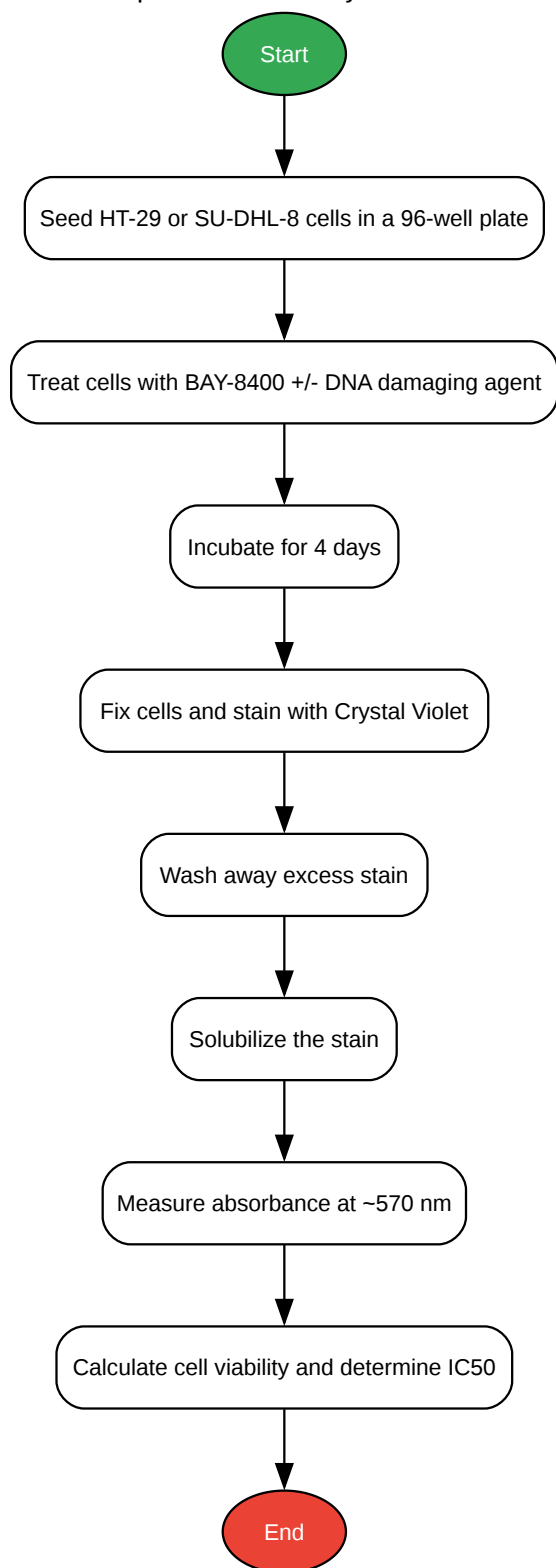 Start
Seed HT-29 or SU-DHL-8 cells in a 96-well plate
Treat cells with BAY-8400 +/- DNA damaging agent
Incubate for 4 days
Fix cells and stain with Crystal Violet
Wash away excess stain
Solubilize the stain
Measure absorbance at ~570 nm
Calculate cell viability and determine IC50
End